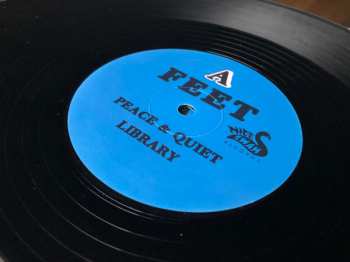 A
FEET
PEACE & QUIET
LIBRARY